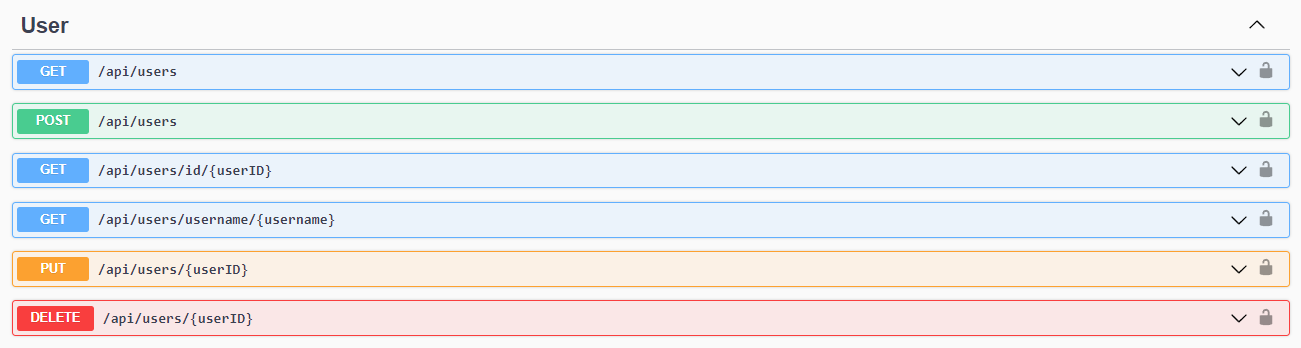 User
GET /api/users
POST /api/users
GET /api/users/id/{userID}
GET /api/users/username/{username}
PUT /api/users/{userID}
DELETE /api/users/{userID}